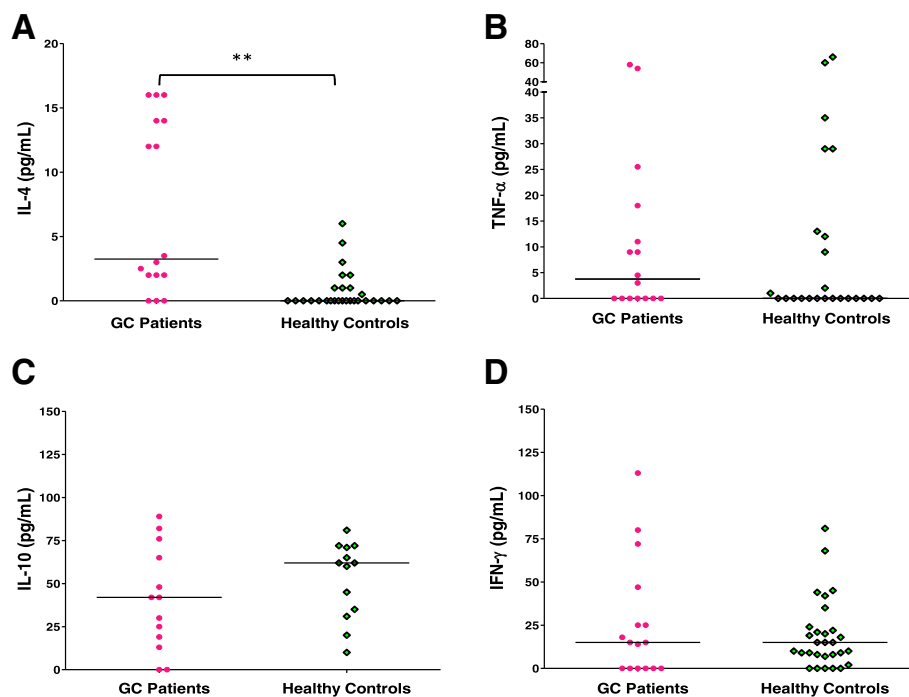 A
IL-4 (pg/mL)
20
15
10
5
0
**
GC Patients
Healthy Controls
B
TNF-α (pg/mL)
80
60
40
40
35
30
25
20
15
10
5
0
GC Patients
Healthy Controls
C
IL-10 (pg/mL)
150
125
100
75
50
25
0
GC Patients
Healthy Controls
D
IFN-γ (pg/mL)
150
125
100
75
50
25
0
GC Patients
Healthy Controls